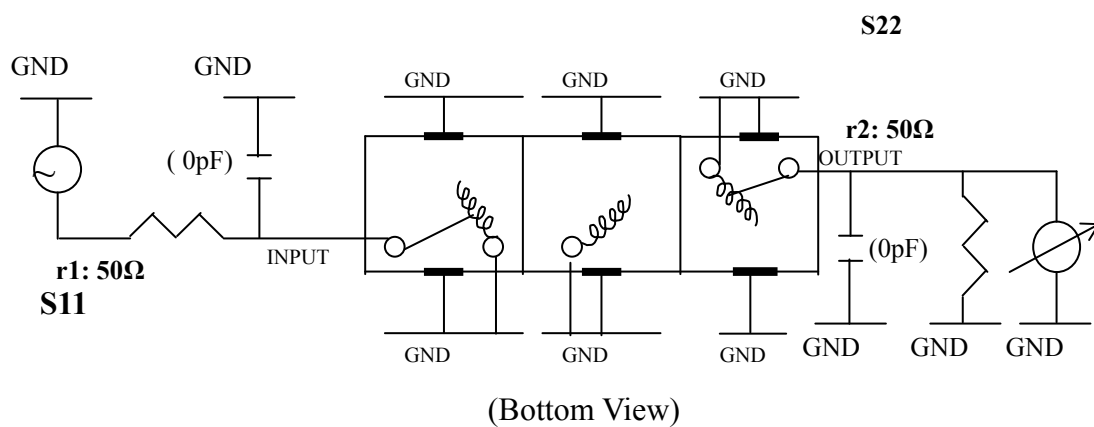 S22
GND
GND
GND
GND
GND
( 0pF)
r2: 50Ω
OUTPUT
INPUT
(0pF)
r1: 50Ω
S11
GND
GND
GND
GND
GND
GND
(Bottom View)